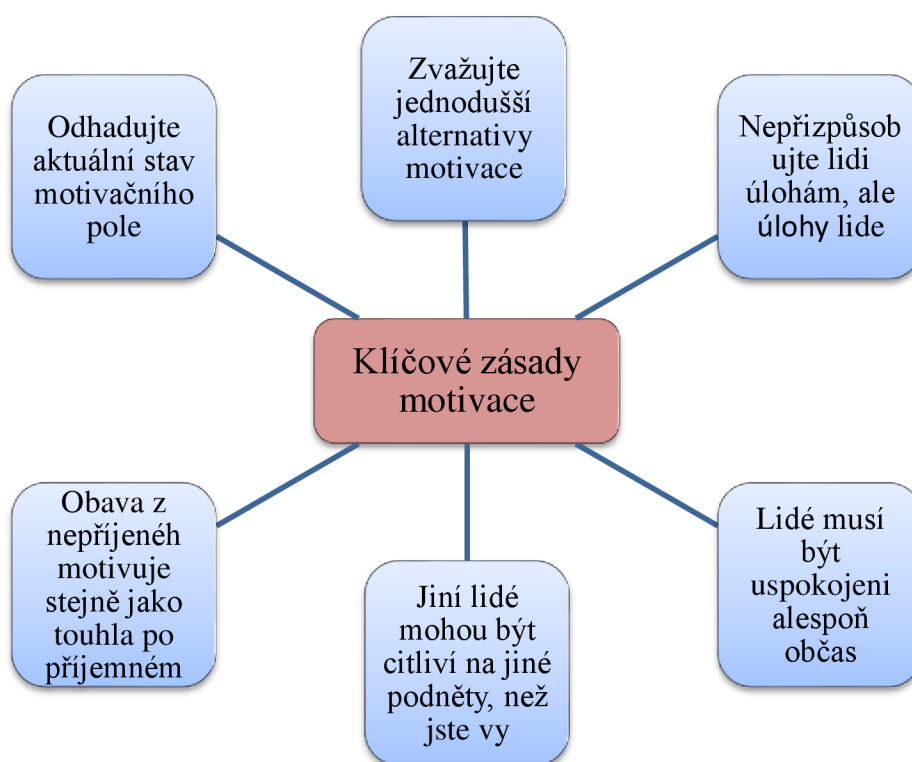 Zvažujte
jednodušší
alternativy
motivace
Odhadujte
aktuální stav
motivačního
pole
Nepřizpůsob
ujte lidi
úlohám, ale
úlohy lide
Klíčové zásady
motivace
Obava z
nepříjenéh
motivuje
stejně jako
touhla po
příjemném
Jiní lidé
mohou být
citliví na jiné
podněty, než
jste vy
Lidé musí
být
uspokojeni
alespoň
občas